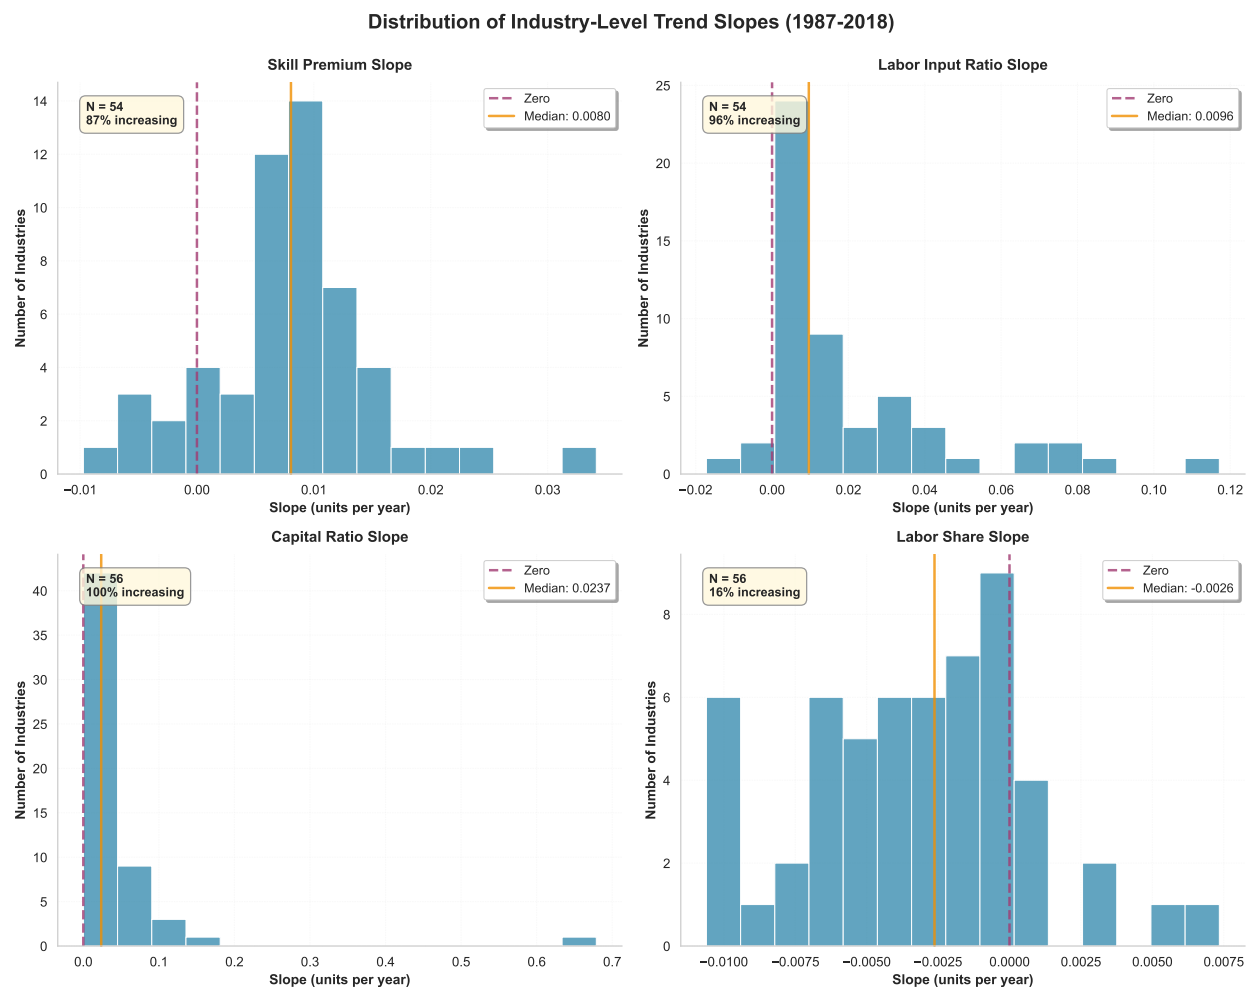 Distribution of Industry-Level Trend Slopes (1987-2018)
Skill Premium Slope
N = 54
87% increasing
Zero
Median: 0.0080
Number of Industries
14
12
10
8
6
4
2
0
−0.01
0.00
0.01
0.02
0.03
Slope (units per year)
Labor Input Ratio Slope
N = 54
96% increasing
Zero
Median: 0.0096
Number of Industries
25
20
15
10
5
0
−0.02
0.00
0.02
0.04
0.06
0.08
0.10
0.12
Slope (units per year)
Capital Ratio Slope
N = 56
100% increasing
Zero
Median: 0.0237
Number of Industries
40
35
30
25
20
15
10
5
0
0.0
0.1
0.2
0.3
0.4
0.5
0.6
0.7
Slope (units per year)
Labor Share Slope
N = 56
16% increasing
Zero
Median: -0.0026
Number of Industries
8
6
4
2
0
−0.0100
−0.0075
−0.0050
−0.0025
0.0000
0.0025
0.0050
0.0075
Slope (units per year)